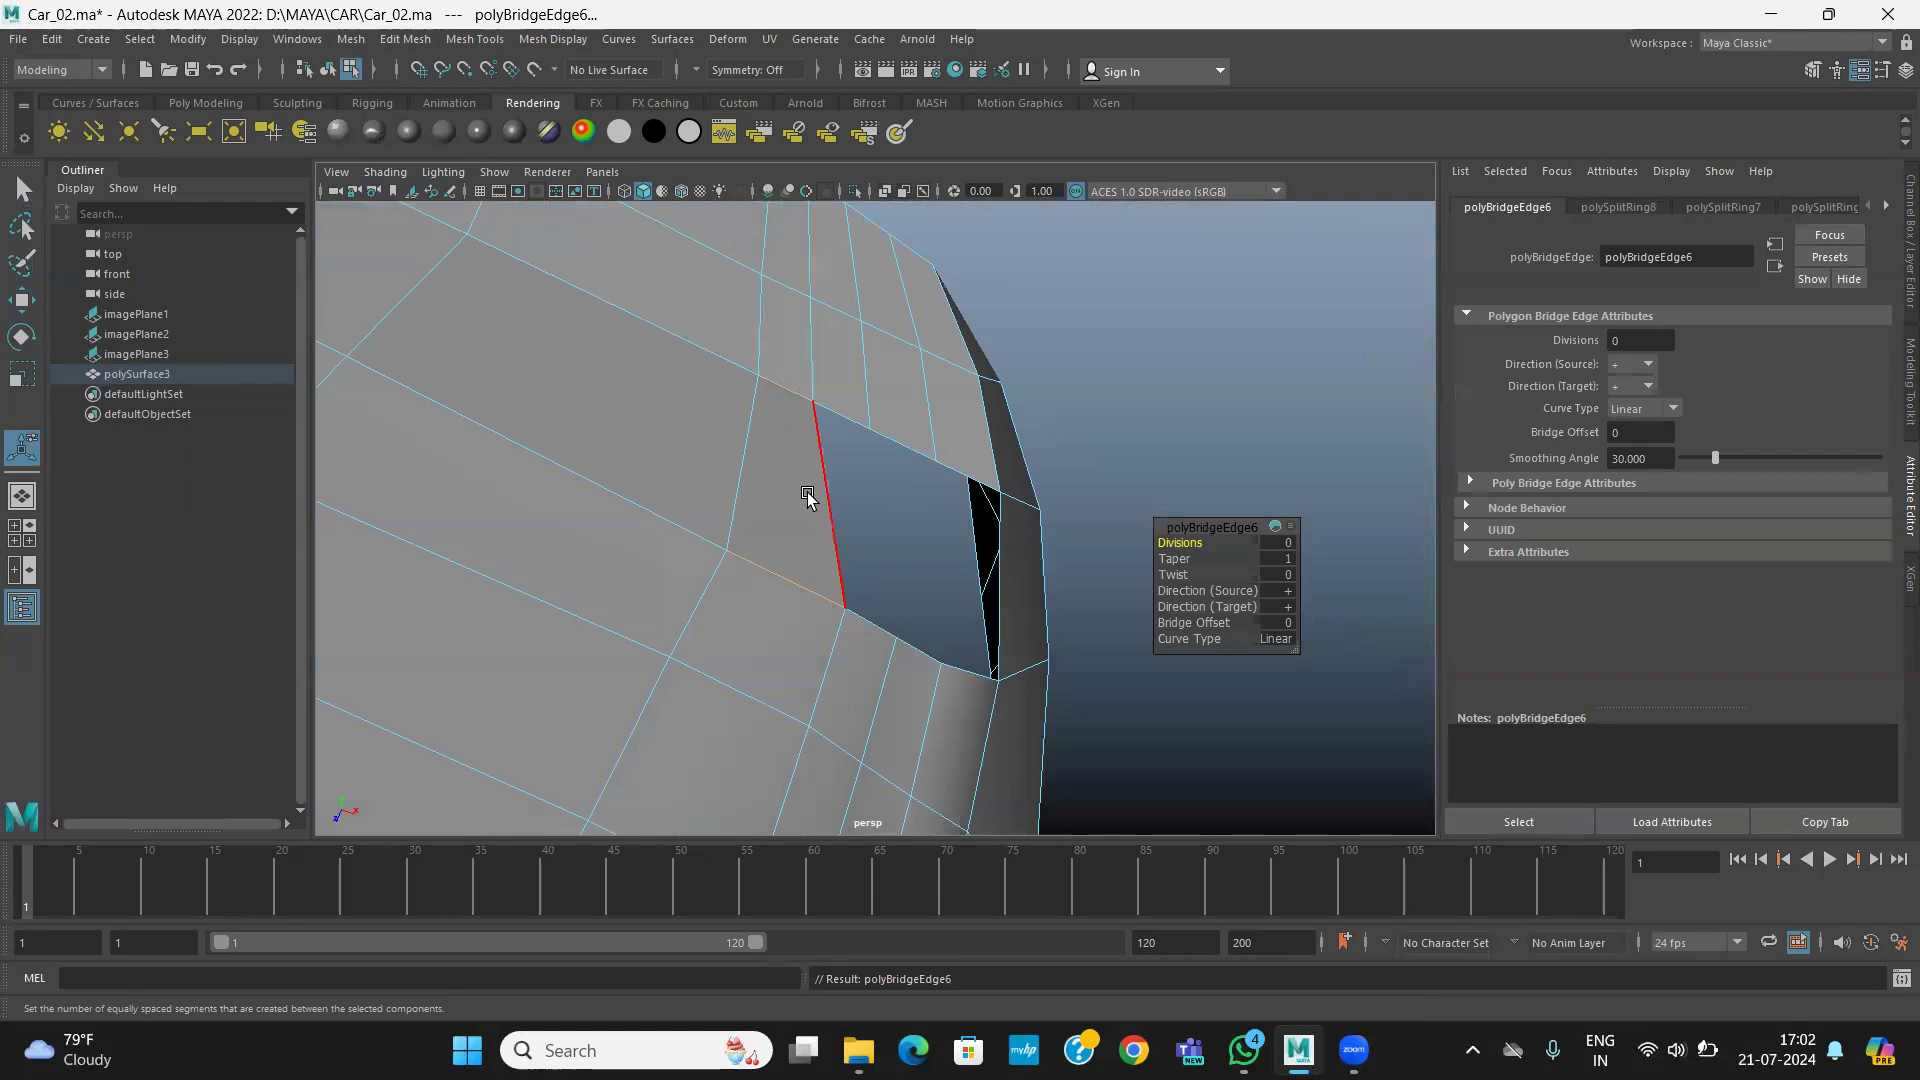 Car_02.ma* - Autodesk MAYA 2022: D:\MAYA\CAR\Car_02.ma --- polyBridgeEdge6...
File Edit Create Select Modify Display Windows Mesh Edit Mesh Mesh Tools Mesh Display Curves Surfaces Deform UV Generate Cache Arnold Help
Workspace : Maya Classic*
Modeling No Live Surface Symmetry: Off Sign In
Curves / Surfaces Poly Modeling Sculpting Rigging Animation Rendering FX FX Caching Custom Arnold Bifrost MASH Motion Graphics XGen
Outliner
Display Show Help
Search...
persp
top
front
side
imagePlane1
imagePlane2
imagePlane3
polySurface3
defaultLightSet
defaultObjectSet
View Shading Lighting Show Renderer Panels
0.00 1.00 ACES 1.0 SDR-video (sRGB)
polyBridgeEdge6
Divisions 0
Taper 1
Twist 0
Direction (Source) +
Direction (Target) +
Bridge Offset 0
Curve Type Linear
persp
List Selected Focus Attributes Display Show Help
polyBridgeEdge6 polySplitRing8 polySplitRing7 polySplitRing
polyBridgeEdge: polyBridgeEdge6
Focus
Presets
Show Hide
Polygon Bridge Edge Attributes
Divisions 0
Direction (Source): +
Direction (Target): +
Curve Type Linear
Bridge Offset 0
Smoothing Angle 30.000
Poly Bridge Edge Attributes
Node Behavior
UUID
Extra Attributes
Notes: polyBridgeEdge6
Select Load Attributes Copy Tab
Channel Box / Layer Editor
Modeling Toolkit
Attribute Editor
XGen
5 10 15 20 25 30 35 40 45 50 55 60 65 70 75 80 85 90 95 100 105 110 115 120
1
1
1 1 1 120 120 200 No Character Set No Anim Layer 24 fps
MEL // Result: polyBridgeEdge6
Set the number of equally spaced segments that are created between the selected components.
79°F
Cloudy
Search
myhp
NEW
4
zoom
ENG
IN
17:02
21-07-2024
PRE